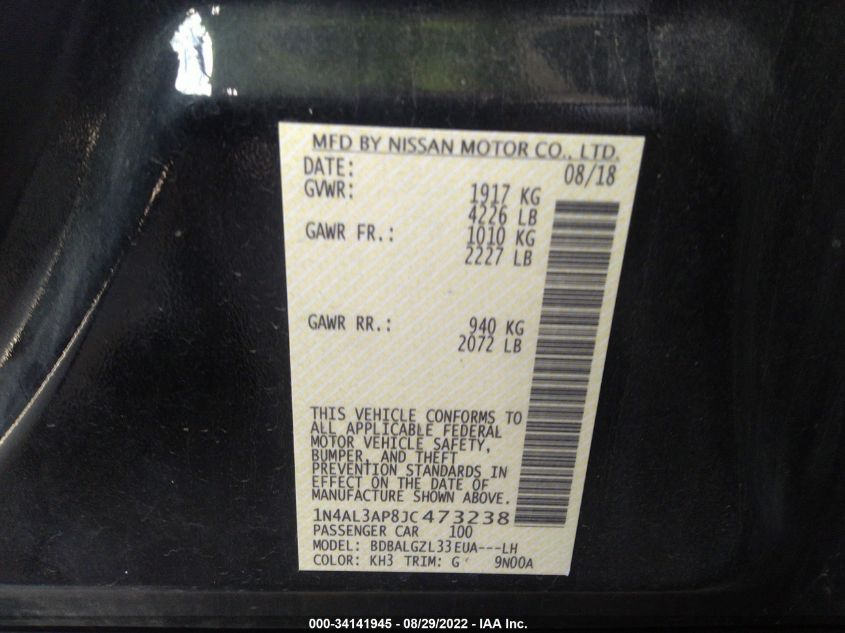 MFD BY NISSAN MOTOR CO., LTD.
DATE: 08/18
GVWR: 1917 KG
4226 LB
GAWR FR.: 1010 KG
2227 LB
GAWR RR.: 940 KG
2072 LB
THIS VEHICLE CONFORMS TO
ALL APPLICABLE FEDERAL
MOTOR VEHICLE SAFETY,
BUMPER, AND THEFT
PREVENTION STANDARDS IN
EFFECT ON THE DATE OF
MANUFACTURE SHOWN ABOVE.
1N4AL3AP8JC473238
PASSENGER CAR 100
MODEL: BDBALGZL33EUA---LH
COLOR: KH3 TRIM: G 9N00A
000-34141945 - 08/29/2022 - IAA Inc.